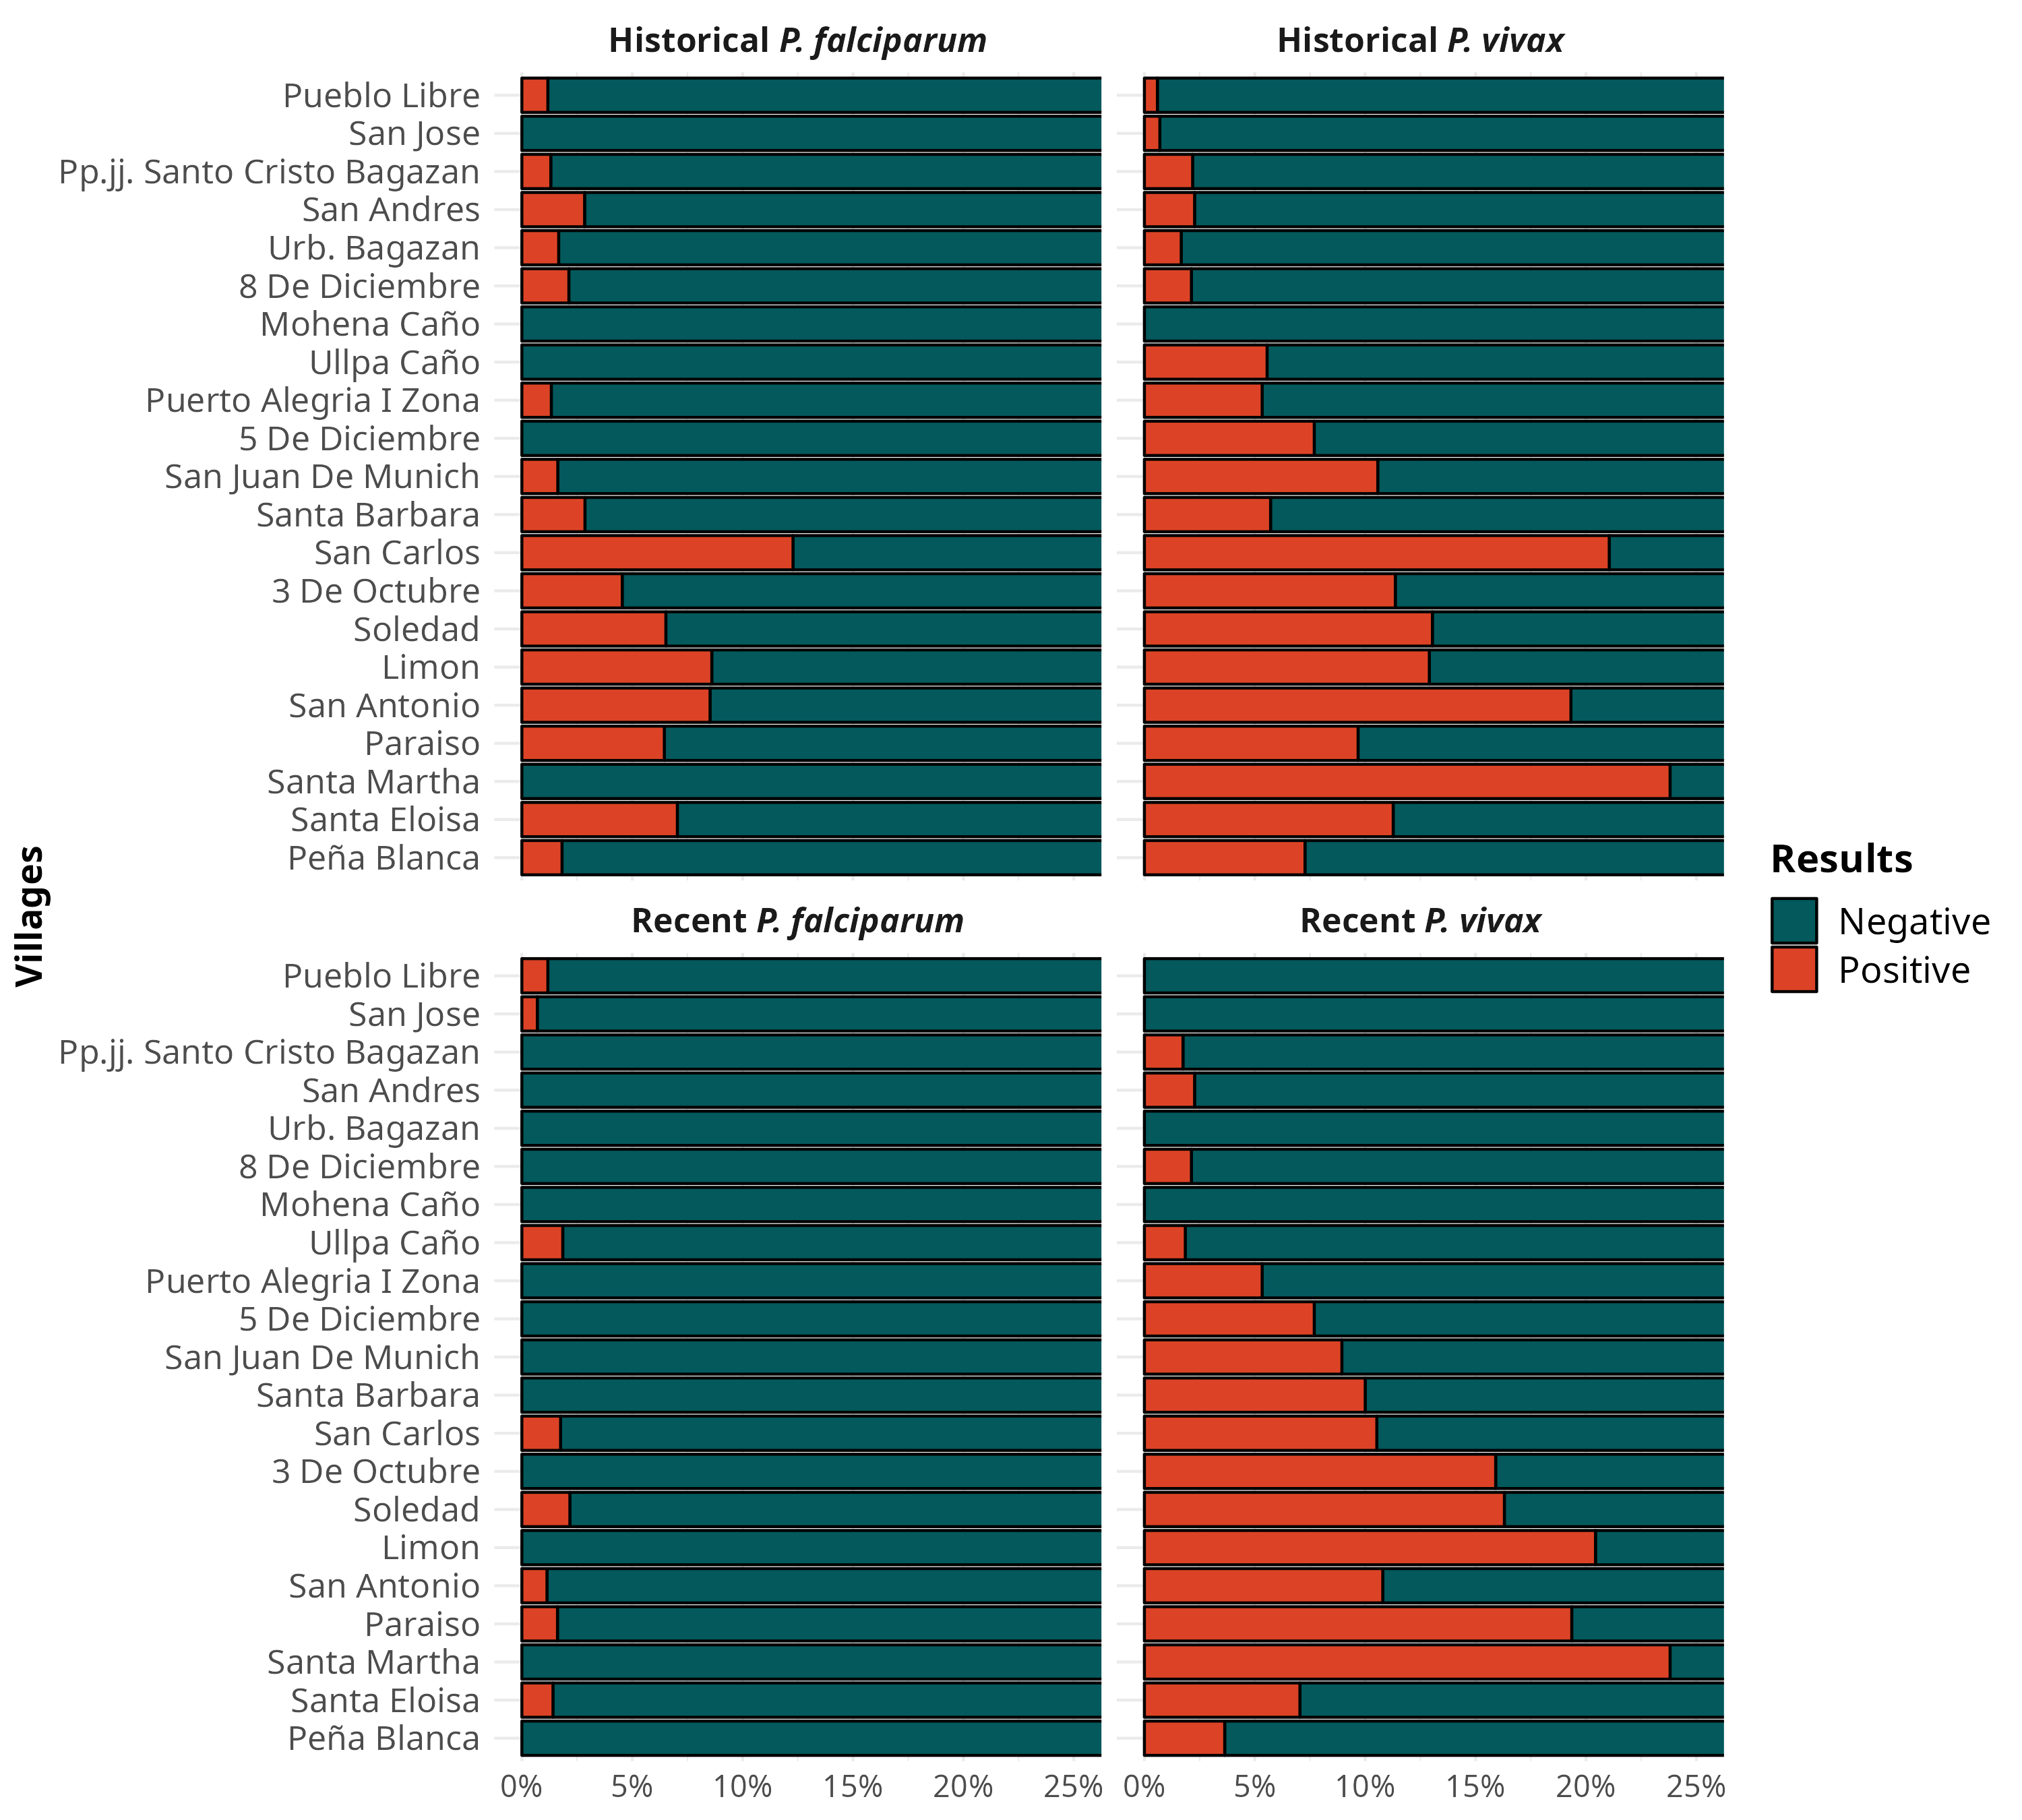 Historical P. falciparum
Historical P. vivax
Pueblo Libre
San Jose
Pp.jj. Santo Cristo Bagazan
San Andres
Urb. Bagazan
8 De Diciembre
Mohena Caño
Ullpa Caño
Puerto Alegria I Zona
5 De Diciembre
San Juan De Munich
Santa Barbara
San Carlos
3 De Octubre
Soledad
Limon
San Antonio
Paraiso
Santa Martha
Santa Eloisa
Peña Blanca
Villages
Recent P. falciparum
Recent P. vivax
Pueblo Libre
San Jose
Pp.jj. Santo Cristo Bagazan
San Andres
Urb. Bagazan
8 De Diciembre
Mohena Caño
Ullpa Caño
Puerto Alegria I Zona
5 De Diciembre
San Juan De Munich
Santa Barbara
San Carlos
3 De Octubre
Soledad
Limon
San Antonio
Paraiso
Santa Martha
Santa Eloisa
Peña Blanca
0% 5% 10% 15% 20% 25%
0% 5% 10% 15% 20% 25%
Results
Negative
Positive